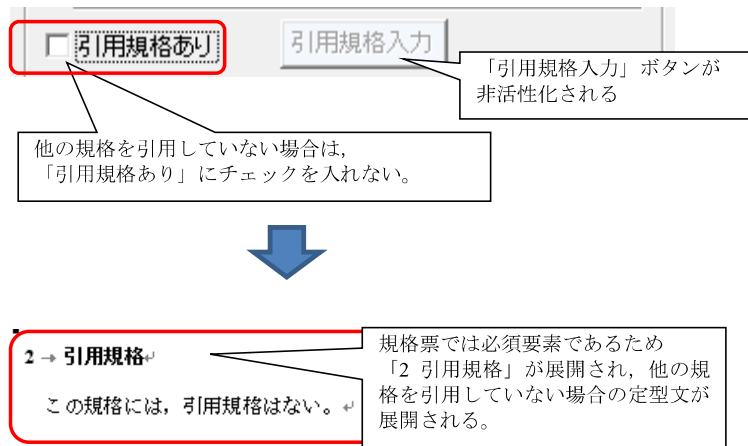 引用規格あり
引用規格入力
「引用規格入力」ボタンが
非活性化される
他の規格を引用していない場合は，
「引用規格あり」にチェックを入れない。
2 → 引用規格↵
この規格には，引用規格はない。↵
規格票では必須要素であるため
「2 引用規格」が展開され，他の規
格を引用していない場合の定型文が
展開される。